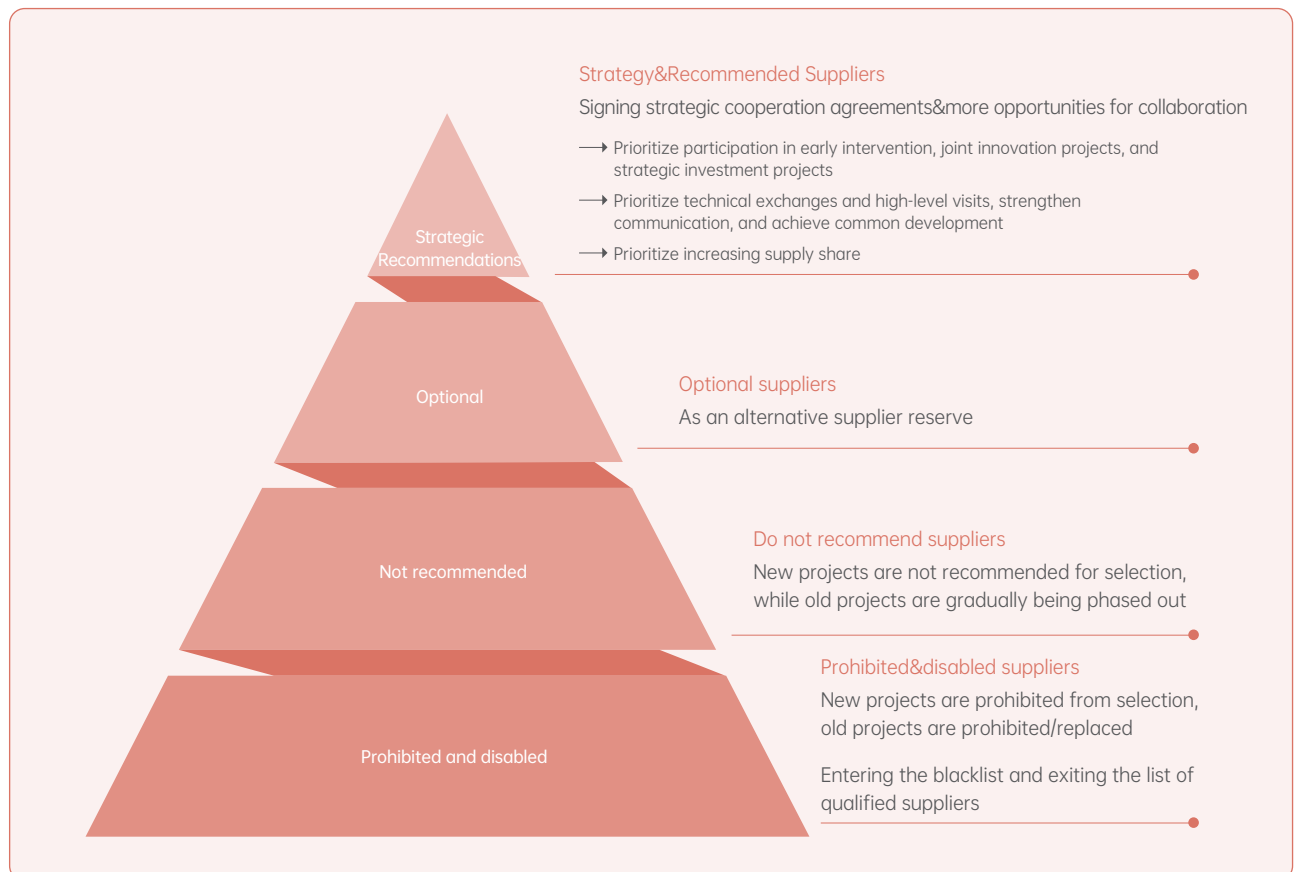 Strategy&Recommended Suppliers
Signing strategic cooperation agreements&more opportunities for collaboration
Prioritize participation in early intervention, joint innovation projects, and
strategic investment projects
Prioritize technical exchanges and high-level visits, strengthen
communication, and achieve common development
Prioritize increasing supply share
Strategic
Recommendations
Optional
Optional suppliers
As an alternative supplier reserve
Not recommended
Do not recommend suppliers
New projects are not recommended for selection,
while old projects are gradually being phased out
Prohibited and disabled
Prohibited&disabled suppliers
New projects are prohibited from selection,
old projects are prohibited/replaced
Entering the blacklist and exiting the list of
qualified suppliers